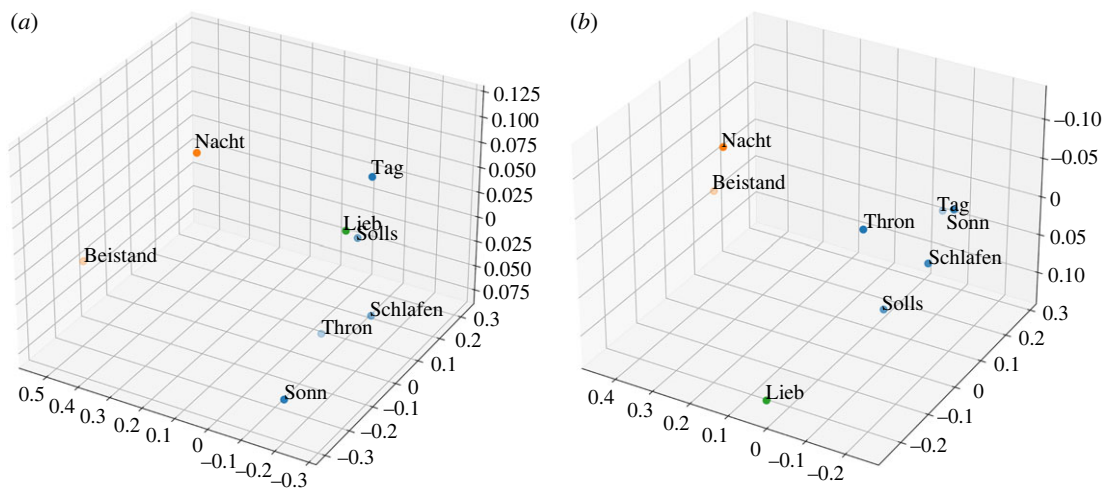 (a)
Nacht
Tag
Lieb
Solls
Beistand
Schlafen
Thron
Sonn
0.125
0.100
0.075
0.050
0.025
0
0.025
0.050
0.075
0.3
0.2
0.1
0
–0.1
–0.2
–0.3
0.5
0.4
0.3
0.2
0.1
0
–0.1
–0.2
–0.3
(b)
Nacht
Beistand
Tag
Thron
Sonn
Schlafen
Solls
Lieb
–0.10
–0.05
0
0.05
0.10
0.3
0.2
0.1
0
–0.1
–0.2
0.4
0.3
0.2
0.1
0
–0.1
–0.2